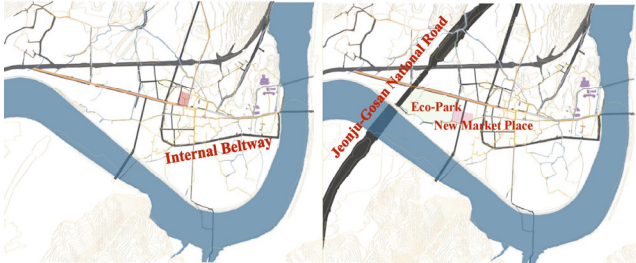 Internal Beltway
Jeonju-Gosan National Road
Eco-Park
New Market Place